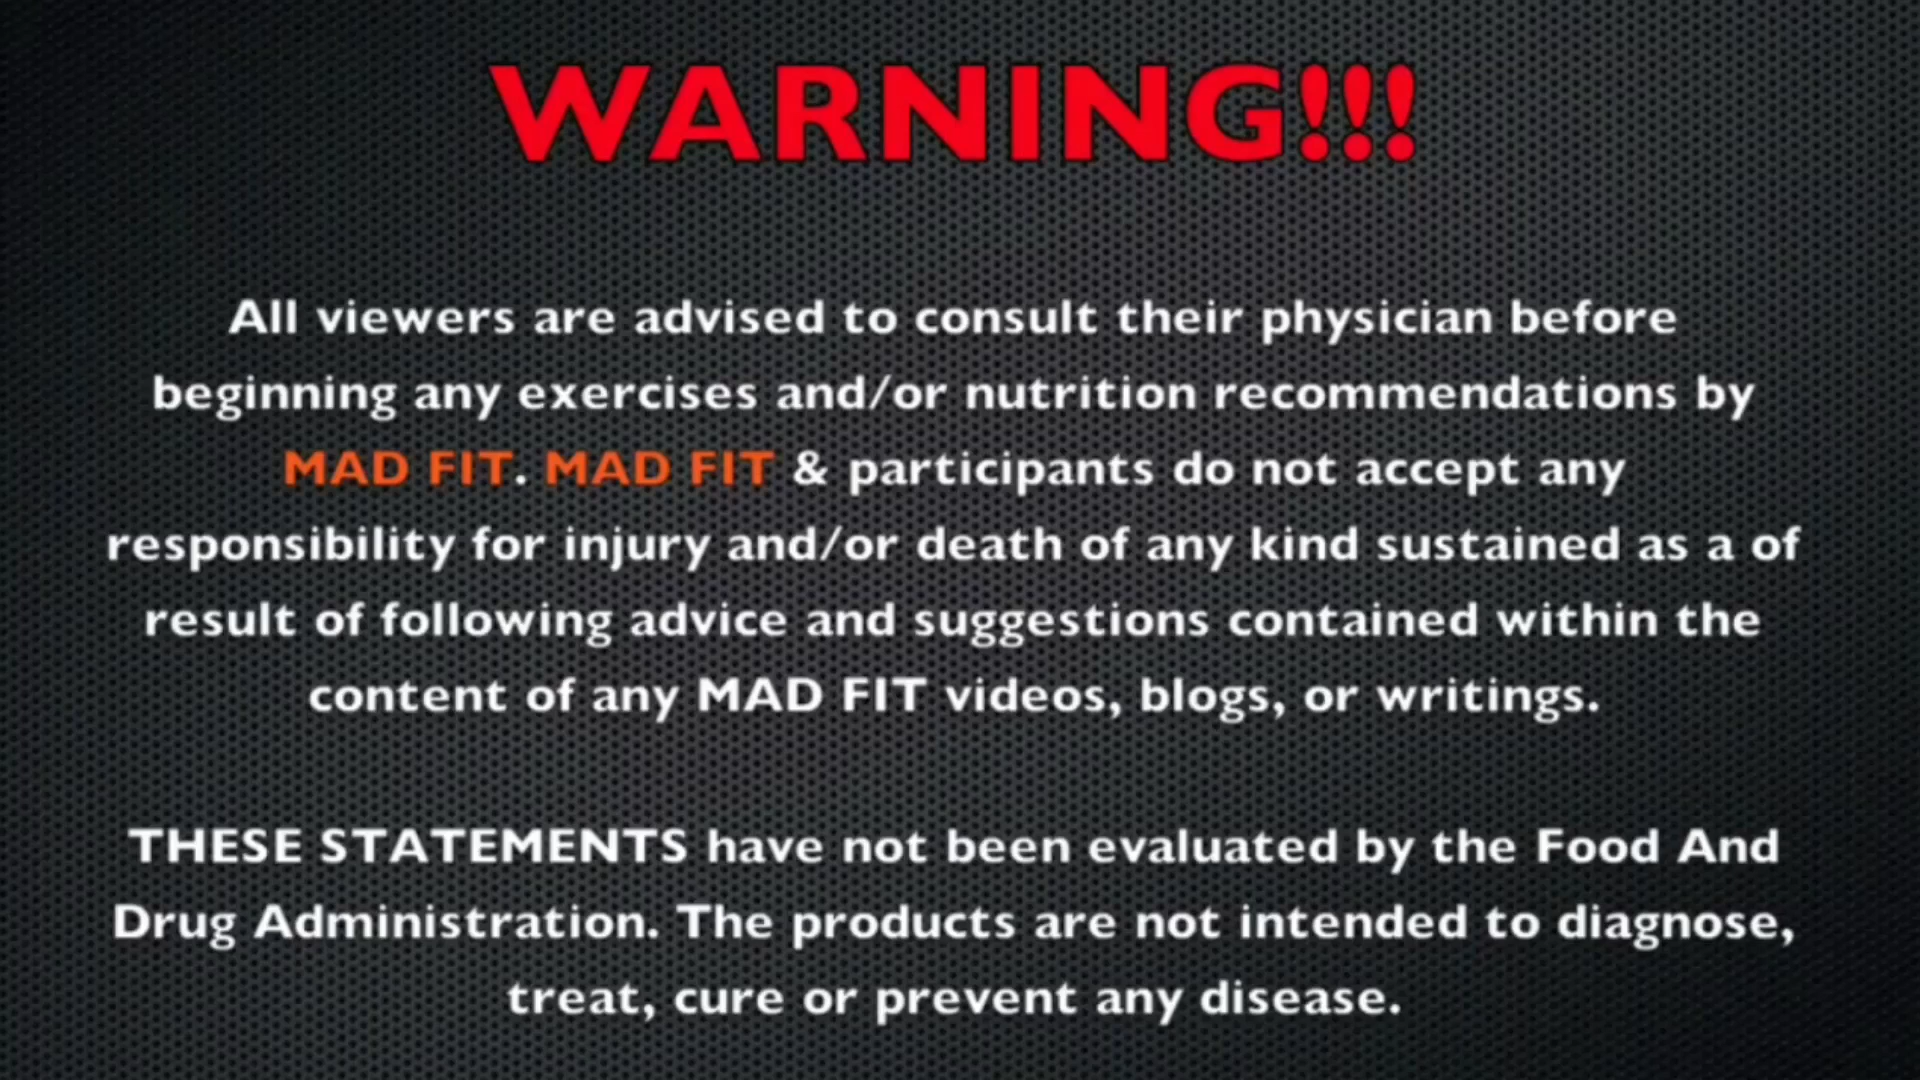 WARNING!!!
All viewers are advised to consult their physician before
beginning any exercises and/or nutrition recommendations by
MAD FIT. MAD FIT & participants do not accept any
responsibility for injury and/or death of any kind sustained as a of
result of following advice and suggestions contained within the
content of any MAD FIT videos, blogs, or writings.
THESE STATEMENTS have not been evaluated by the Food And
Drug Administration. The products are not intended to diagnose,
treat, cure or prevent any disease.